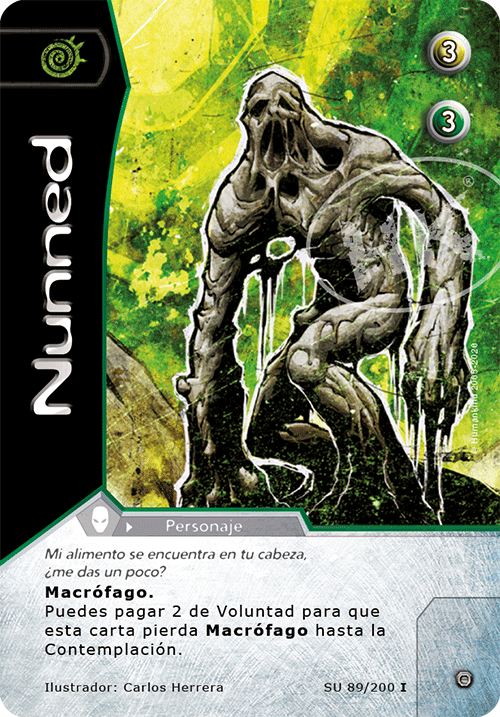 3
3
Nunned
®
Personaje
Mi alimento se encuentra en tu cabeza,
¿me das un poco?
Macrófago.
Puedes pagar 2 de Voluntad para que
esta carta pierda Macrófago hasta la
Contemplación.
Ilustrador: Carlos Herrera
SU 89/200 I